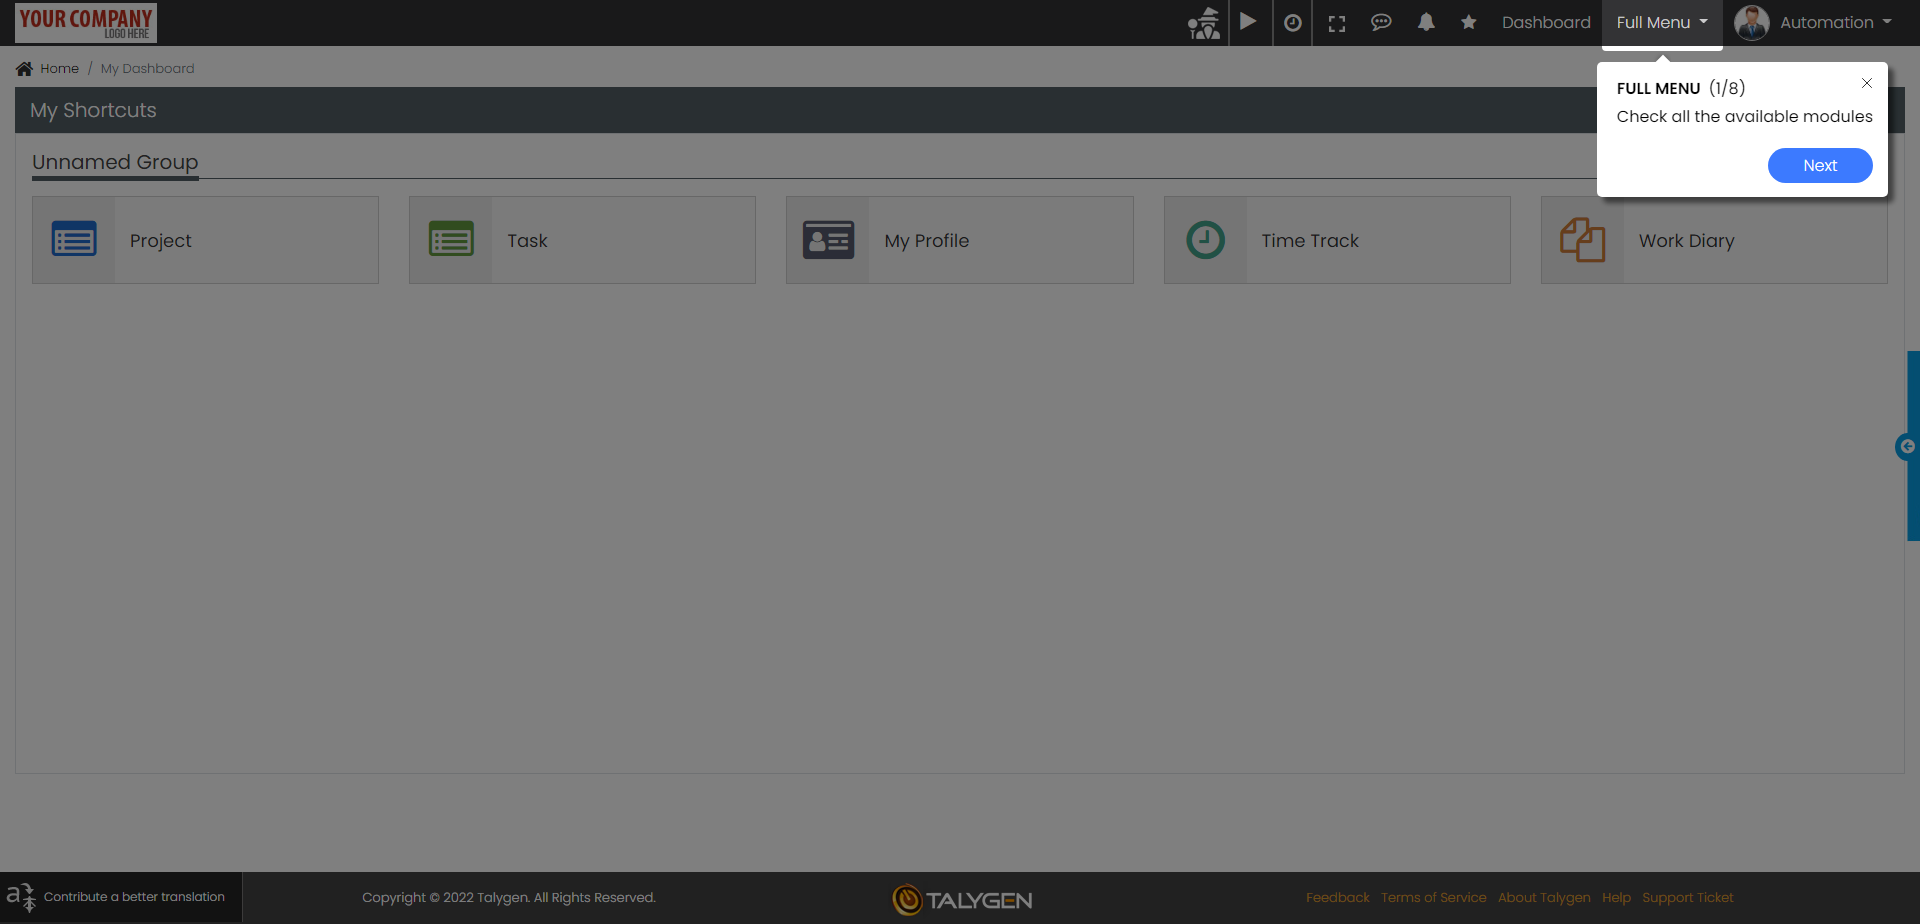 YOUR COMPANY
LOGO HERE
Dashboard
Full Menu
Automation
Home / My Dashboard
My Shortcuts
FULL MENU (1/8)
Check all the available modules
Next
Unnamed Group
Project
Task
My Profile
Time Track
Work Diary
Contribute a better translation
Copyright © 2022 Talygen. All Rights Reserved.
TALYGEN
Feedback Terms of Service About Talygen Help Support Ticket